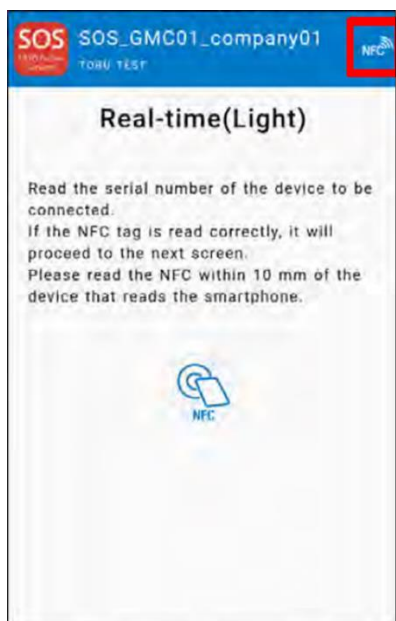 SOS
SOS_GMC01_company01
TOBU TEST
NFC
Real-time(Light)
Read the serial number of the device to be
connected.
If the NFC tag is read correctly, it will
proceed to the next screen.
Please read the NFC within 10 mm of the
device that reads the smartphone.
NFC